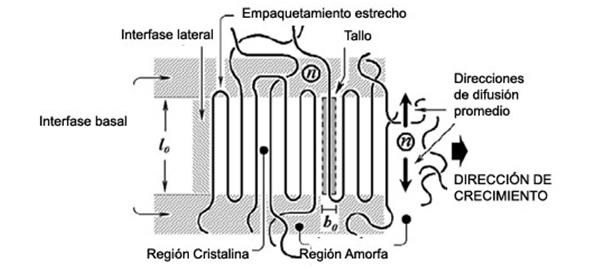 Empaquetamiento estrecho
Interfase lateral
Tallo
n
Direcciones
de difusión
promedio
Interfase basal
l₀
n
DIRECCIÓN DE
CRECIMIENTO
b₀
Región Cristalina
Región Amorfa